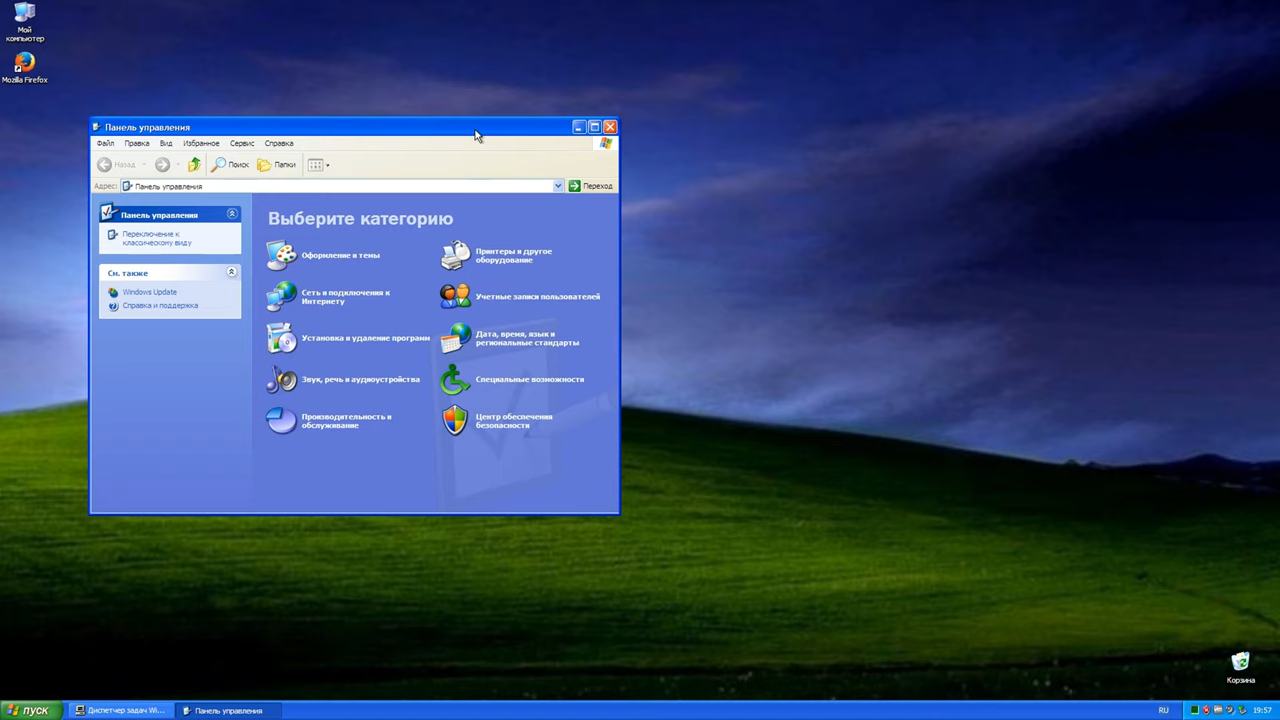 Мой
компьютер
Mozilla Firefox
Панель управления
Файл Правка Вид Избранное Сервис Справка
Назад Поиск Папки
Адрес: Панель управления Переход
Панель управления
Переключение к
классическому виду
См. также
Windows Update
Справка и поддержка
Выберите категорию
Оформление и темы
Принтеры и другое
оборудование
Сеть и подключения к
Интернету
Учетные записи пользователей
Установка и удаление программ
Дата, время, язык и
региональные стандарты
Звук, речь и аудиоустройства
Специальные возможности
Производительность и
обслуживание
Центр обеспечения
безопасности
Корзина
пуск Диспетчер задач Wi... Панель управления RU 19:57